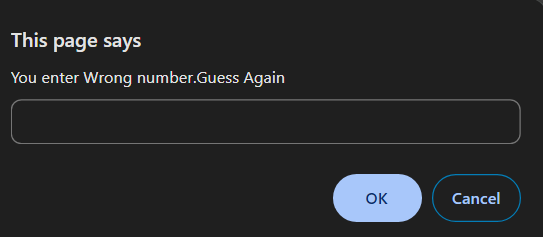 This page says
You enter Wrong number.Guess Again
OK
Cancel